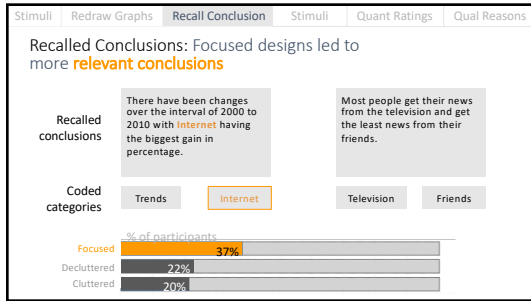 Stimuli Redraw Graphs Recall Conclusion Stimuli Quant Ratings Qual Reasons
Recalled Conclusions: Focused designs led to
more relevant conclusions
Recalled
conclusions
There have been changes
over the interval of 2000 to
2010 with Internet having
the biggest gain in
percentage.
Most people get their news
from the television and get
the least news from their
friends.
Coded
categories
Trends
Internet
Television
Friends
% of participants
Focused 37%
Decluttered 22%
Cluttered 20%